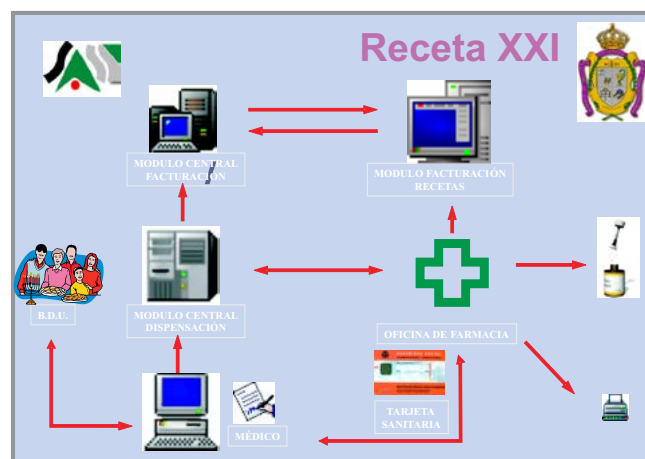 Receta XXI
MODULO CENTRAL
FACTURACIÓN
MODULO FACTURACIÓN
RECETAS
B.D.U.
MODULO CENTRAL
DISPENSACIÓN
OFICINA DE FARMACIA
TARJETA
SANITARIA
MÉDICO